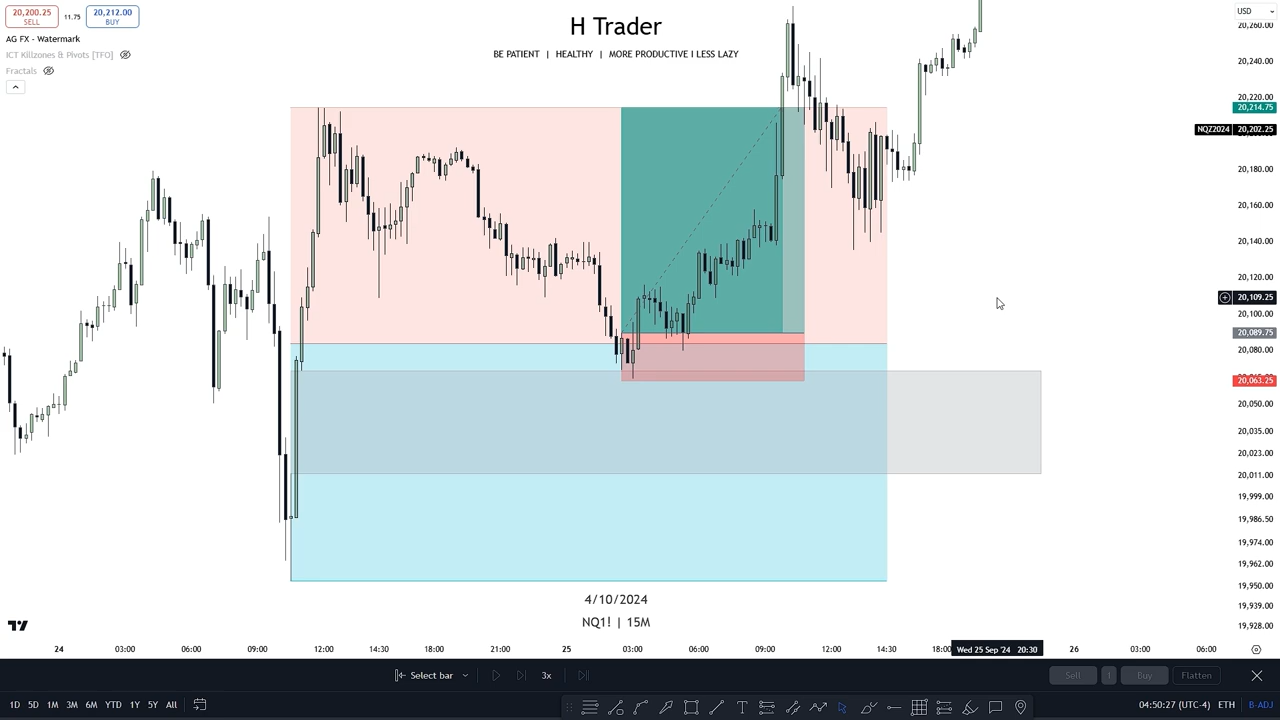 20,200.25
SELL
11.75
20,212.00
BUY
H Trader
BE PATIENT | HEALTHY | MORE PRODUCTIVE I LESS LAZY
AG FX - Watermark
ICT Killzones & Pivots [TFO]
Fractals
USD
20,260.00
20,240.00
20,220.00
20,214.75
NQZ2024 20,202.25
20,180.00
20,160.00
20,140.00
20,120.00
20,109.25
20,100.00
20,089.75
20,080.00
20,063.25
20,050.00
20,035.00
20,023.00
20,011.00
19,999.00
19,986.50
19,974.00
19,962.00
19,950.00
19,939.00
19,928.00
4/10/2024
NQ1! | 15M
24 03:00 06:00 09:00 12:00 14:30 18:00 21:00 25 03:00 06:00 09:00 12:00 14:30 18:00 Wed 25 Sep '24 20:30 26 03:00 06:00
Select bar 3x Sell 1 Buy Flatten
1D 5D 1M 3M 6M YTD 1Y 5Y All 04:50:27 (UTC-4) ETH B-ADJ